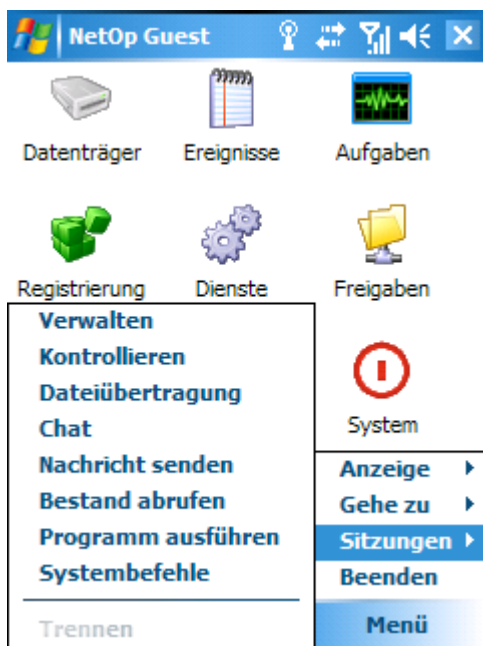 NetOp Guest
Datenträger Ereignisse Aufgaben
Registrierung Dienste Freigaben
System
Verwalten
Kontrollieren
Dateiübertragung
Chat
Nachricht senden
Bestand abrufen
Programm ausführen
Systembefehle
Trennen
Anzeige
Gehe zu
Sitzungen
Beenden
Menü